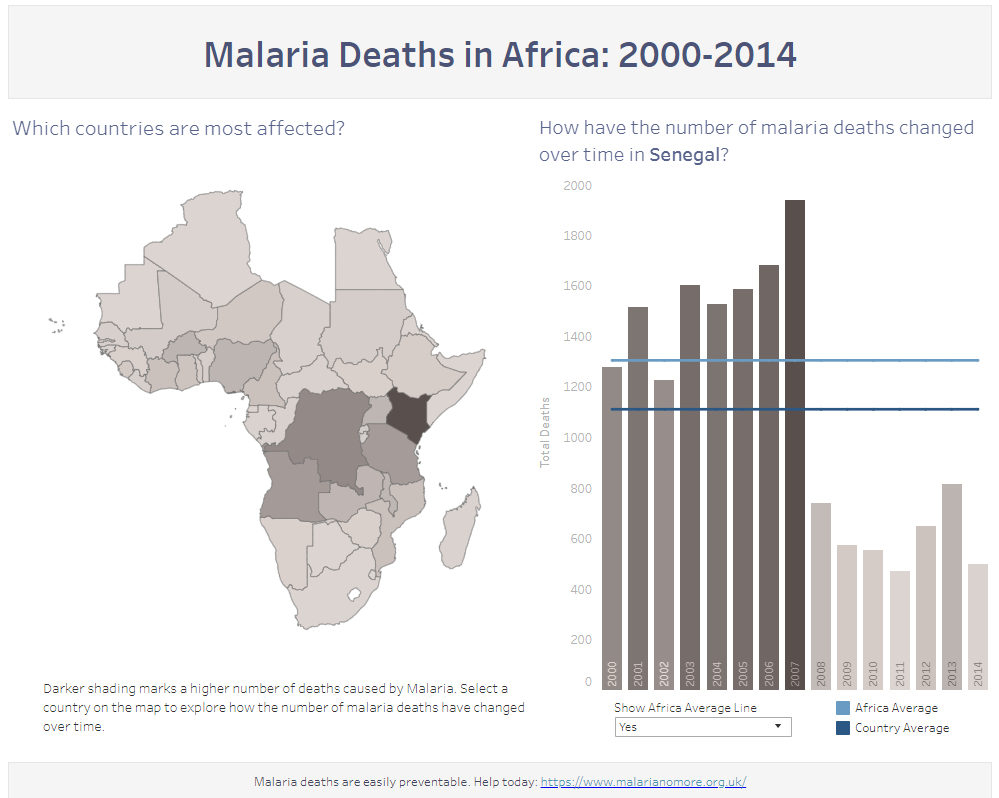 Malaria Deaths in Africa: 2000-2014
Which countries are most affected?
How have the number of malaria deaths changed
over time in Senegal?
2000
1800
1600
1400
1200
1000
800
600
400
200
0
Total Deaths
2000
2001
2002
2003
2004
2005
2006
2007
2008
2009
2010
2011
2012
2013
2014
Darker shading marks a higher number of deaths caused by Malaria. Select a
country on the map to explore how the number of malaria deaths have changed
over time.
Show Africa Average Line
Yes
Africa Average
Country Average
Malaria deaths are easily preventable. Help today: https://www.malarianomore.org.uk/